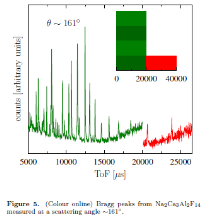 θ ~ 161°
0 20000 40000
counts [arbitrary units]
5000 10000 15000 20000 25000
ToF [μs]
Figure 5. (Colour online) Bragg peaks from Na₂Ca₃Al₂F₁₄
measured at a scattering angle ~161°.